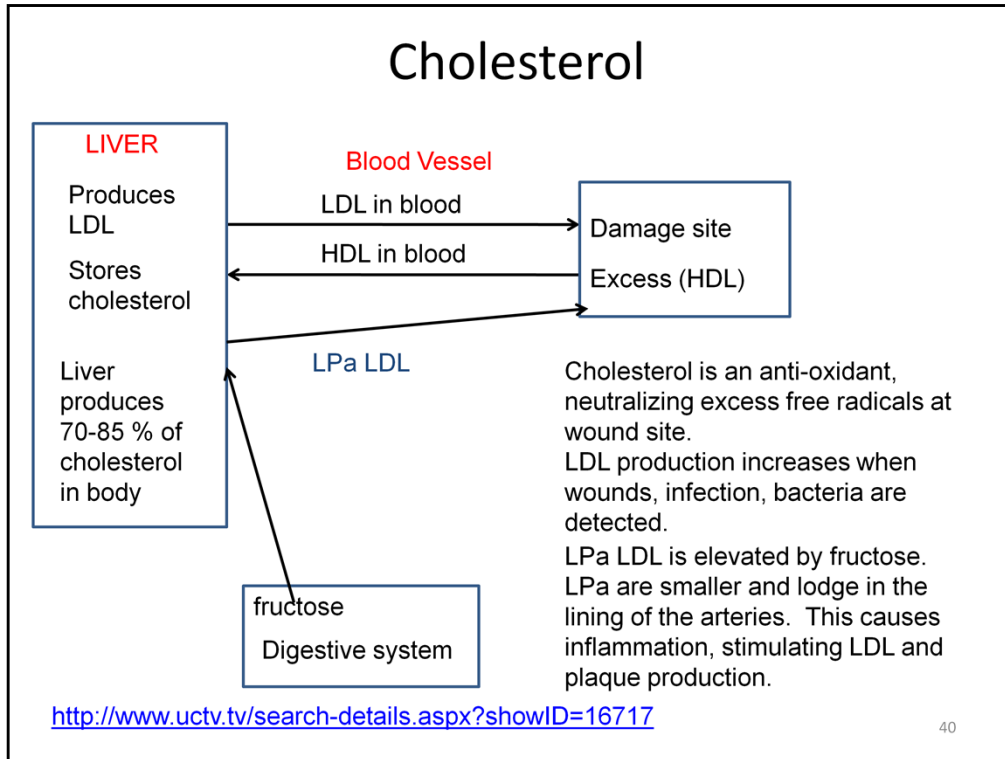 Cholesterol
LIVER
Produces
LDL
Stores
cholesterol
Liver
produces
70-85 % of
cholesterol
in body
Blood Vessel
LDL in blood
HDL in blood
LPa LDL
Damage site
Excess (HDL)
fructose
Digestive system
Cholesterol is an anti-oxidant,
neutralizing excess free radicals at
wound site.
LDL production increases when
wounds, infection, bacteria are
detected.
LPa LDL is elevated by fructose.
LPa are smaller and lodge in the
lining of the arteries.  This causes
inflammation, stimulating LDL and
plaque production.
http://www.uctv.tv/search-details.aspx?showID=16717
40